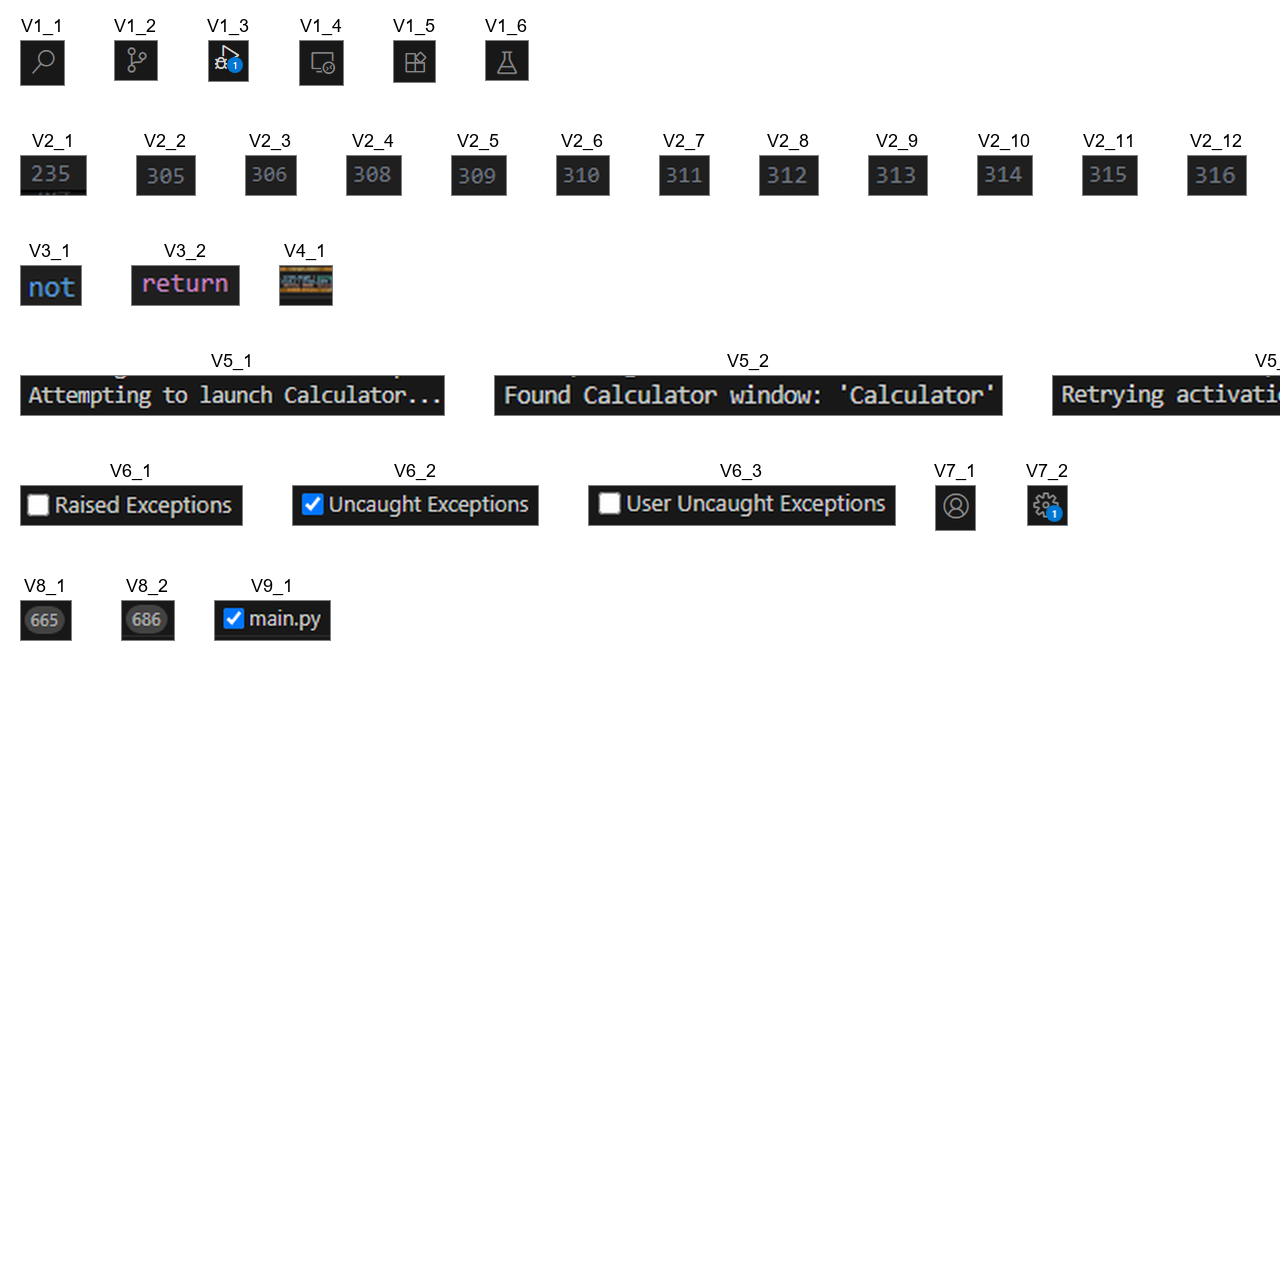 V1_1 V1_2 V1_3 V1_4 V1_5 V1_6
1
V2_1 V2_2 V2_3 V2_4 V2_5 V2_6 V2_7 V2_8 V2_9 V2_10 V2_11 V2_12
235 305 306 308 309 310 311 312 313 314 315 316
V3_1 V3_2 V4_1
not return
V5_1 V5_2 V5_
Attempting to launch Calculator... Found Calculator window: 'Calculator' Retrying activati
V6_1 V6_2 V6_3 V7_1 V7_2
Raised Exceptions Uncaught Exceptions User Uncaught Exceptions 1
V8_1 V8_2 V9_1
665 686 main.py